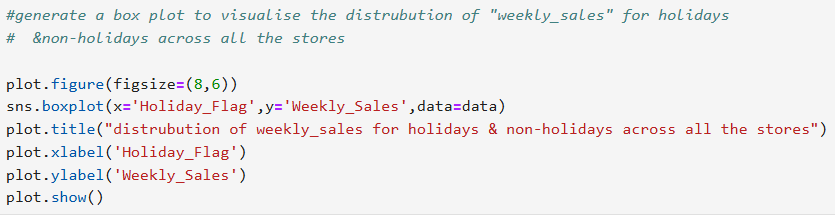 #generate a box plot to visualise the distrubution of "weekly_sales" for holidays
#  &non-holidays across all the stores
plot.figure(figsize=(8,6))
sns.boxplot(x='Holiday_Flag',y='Weekly_Sales',data=data)
plot.title("distrubution of weekly_sales for holidays & non-holidays across all the stores")
plot.xlabel('Holiday_Flag')
plot.ylabel('Weekly_Sales')
plot.show()